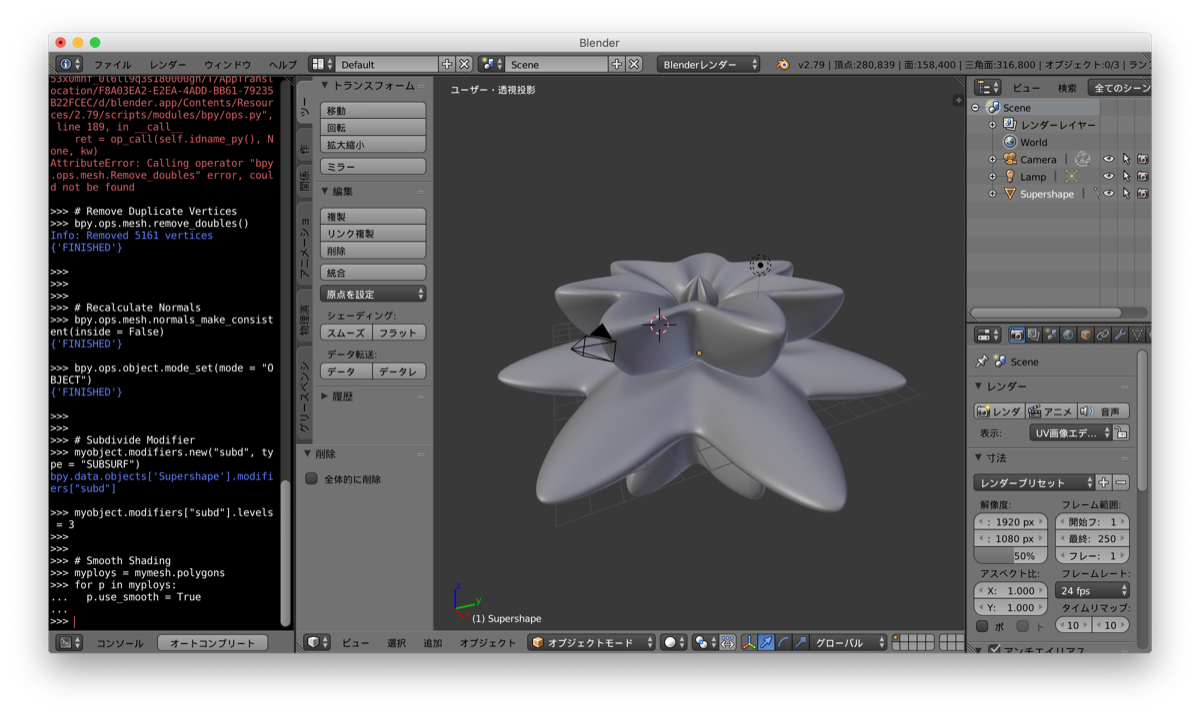 Blender
ファイル レンダー ウィンドウ ヘルプ Default Scene Blenderレンダー v2.79 | 頂点:280,839 | 面:158,400 | 三角面:316,800 | オブジェクト:0/3 | ラン
ocation/F8A03EA2-E2EA-4ADD-BB61-79235
B22FCEC/d/blender.app/Contents/Resour
ces/2.79/scripts/modules/bpy/ops.py",
line 189, in __call__
ret = op_call(self.idname_py(), N
one, kw)
AttributeError: Calling operator "bpy
.ops.mesh.Remove_doubles" error, coul
d not be found
>>> # Remove Duplicate Vertices
>>> bpy.ops.mesh.remove_doubles()
Info: Removed 5161 vertices
{'FINISHED'}
>>>
>>>
>>>
>>> # Recalculate Normals
>>> bpy.ops.mesh.normals_make_consist
ent(inside = False)
{'FINISHED'}
>>> bpy.ops.object.mode_set(mode = "O
BJECT")
{'FINISHED'}
>>>
>>>
>>> # Subdivide Modifier
>>> myobject.modifiers.new("subd", ty
pe = "SUBSURF")
bpy.data.objects['Supershape'].modifi
ers["subd"]
>>> myobject.modifiers["subd"].levels
= 3
>>>
>>>
>>> # Smooth Shading
>>> myploys = mymesh.polygons
>>> for p in myploys:
... p.use_smooth = True
...
>>>
コンソール オートコンプリート
ツー
作
関係
アニメーショ
物理演
グリースペンシ
トランスフォーム
移動
回転
拡大縮小
ミラー
編集
複製
リンク複製
削除
統合
原点を設定
シェーディング:
スムーズ フラット
データ転送:
データ データレ
履歴
削除
全体的に削除
ユーザー・透視投影
z
y
(1) Supershape
ビュー 選択 追加 オブジェクト オブジェクトモード グローバル
ビュー 検索 全てのシーン
Scene
レンダーレイヤー
World
Camera
Lamp
Supershape
Scene
レンダー
レンダ アニメ 音声
表示: UV画像エデ...
寸法
レンダープリセット
解像度: フレーム範囲:
: 1920 px 開始フ: 1
: 1080 px 最終: 250
50% フレー: 1
アスペクト比: フレームレート:
X: 1.000 24 fps
Y: 1.000 タイムリマップ:
ボ ト 10 10
アンチエイリアス